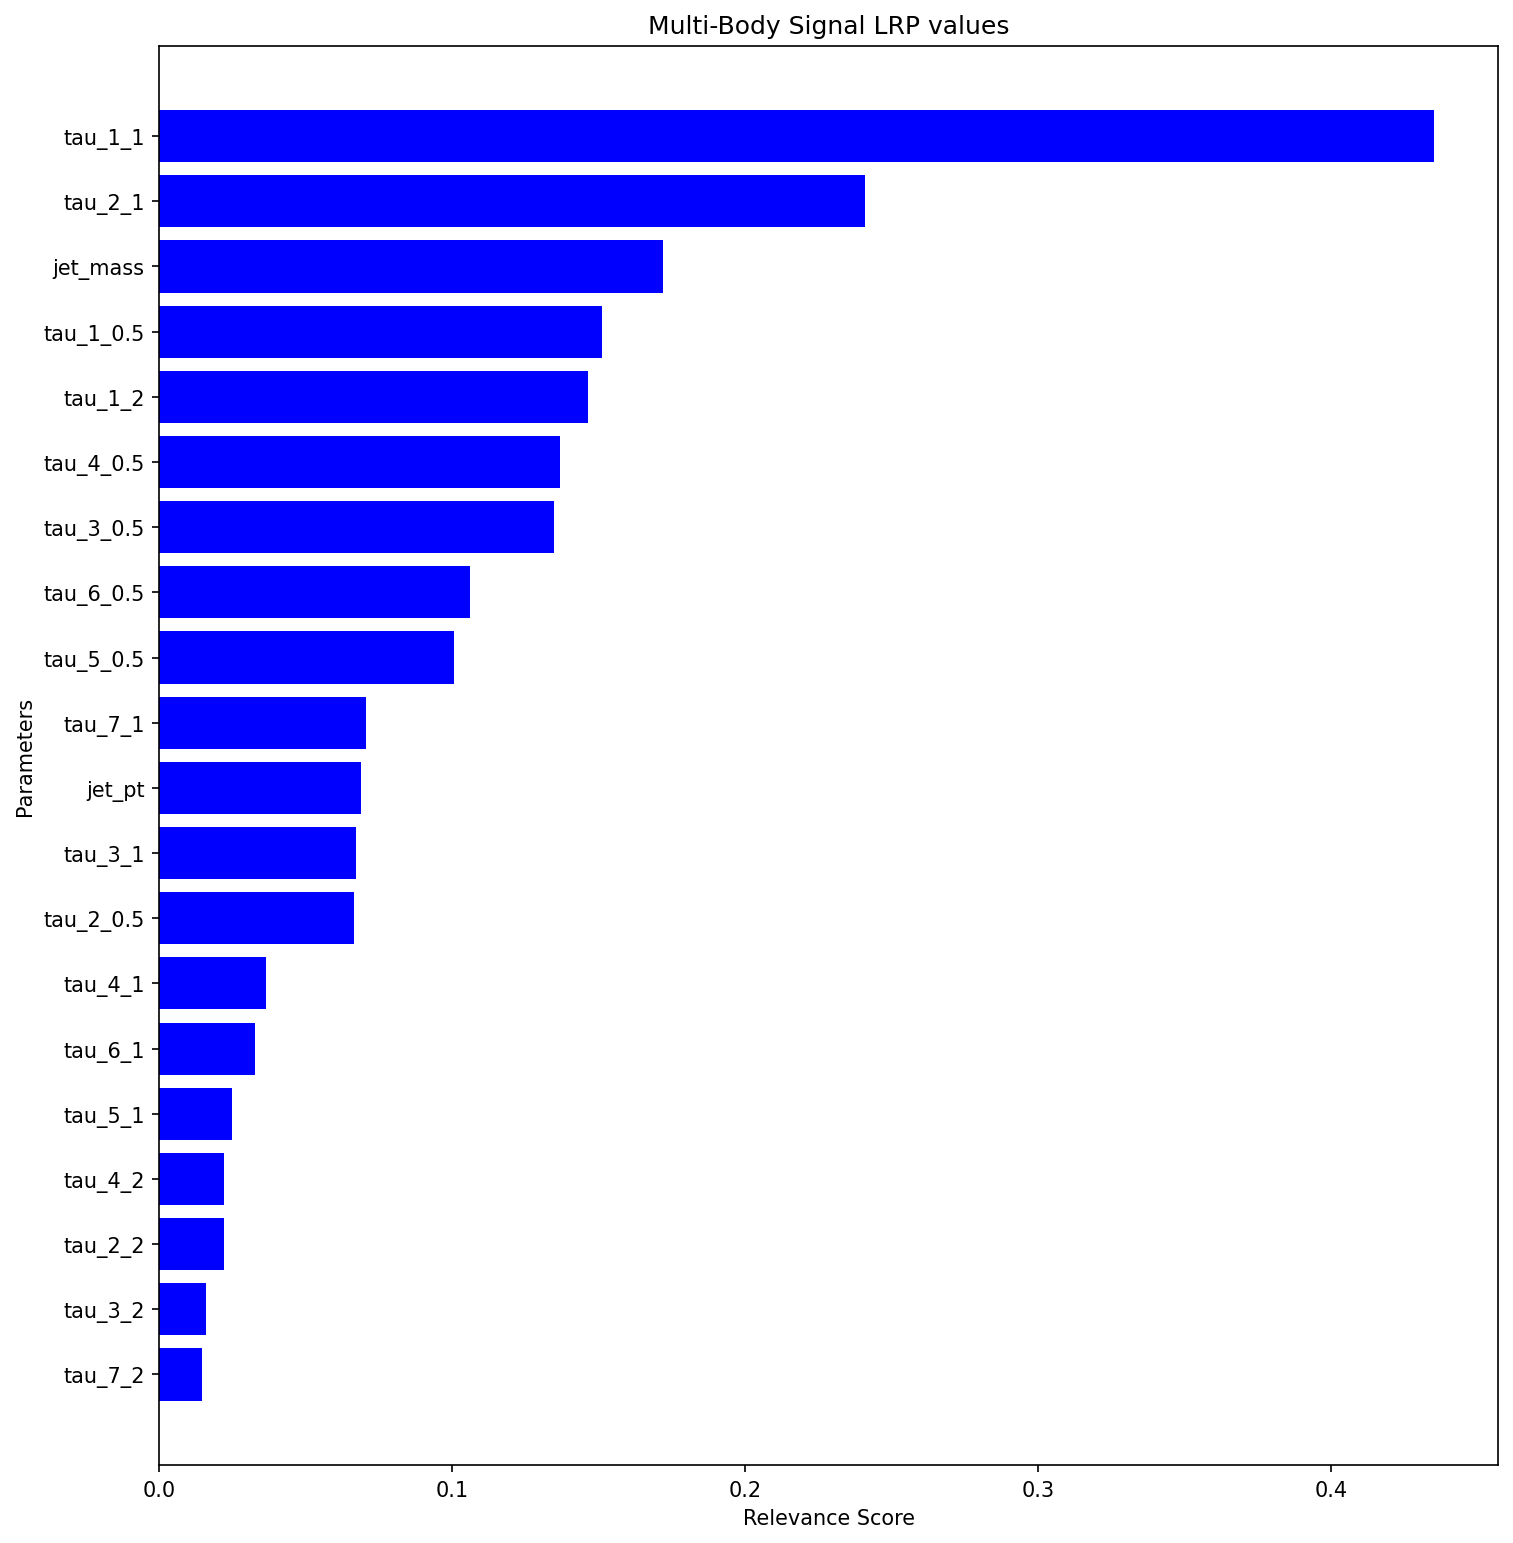 Multi-Body Signal LRP values
tau_1_1
tau_2_1
jet_mass
tau_1_0.5
tau_1_2
tau_4_0.5
tau_3_0.5
tau_6_0.5
tau_5_0.5
tau_7_1
jet_pt
tau_3_1
tau_2_0.5
tau_4_1
tau_6_1
tau_5_1
tau_4_2
tau_2_2
tau_3_2
tau_7_2
Parameters
0.0 0.1 0.2 0.3 0.4
Relevance Score